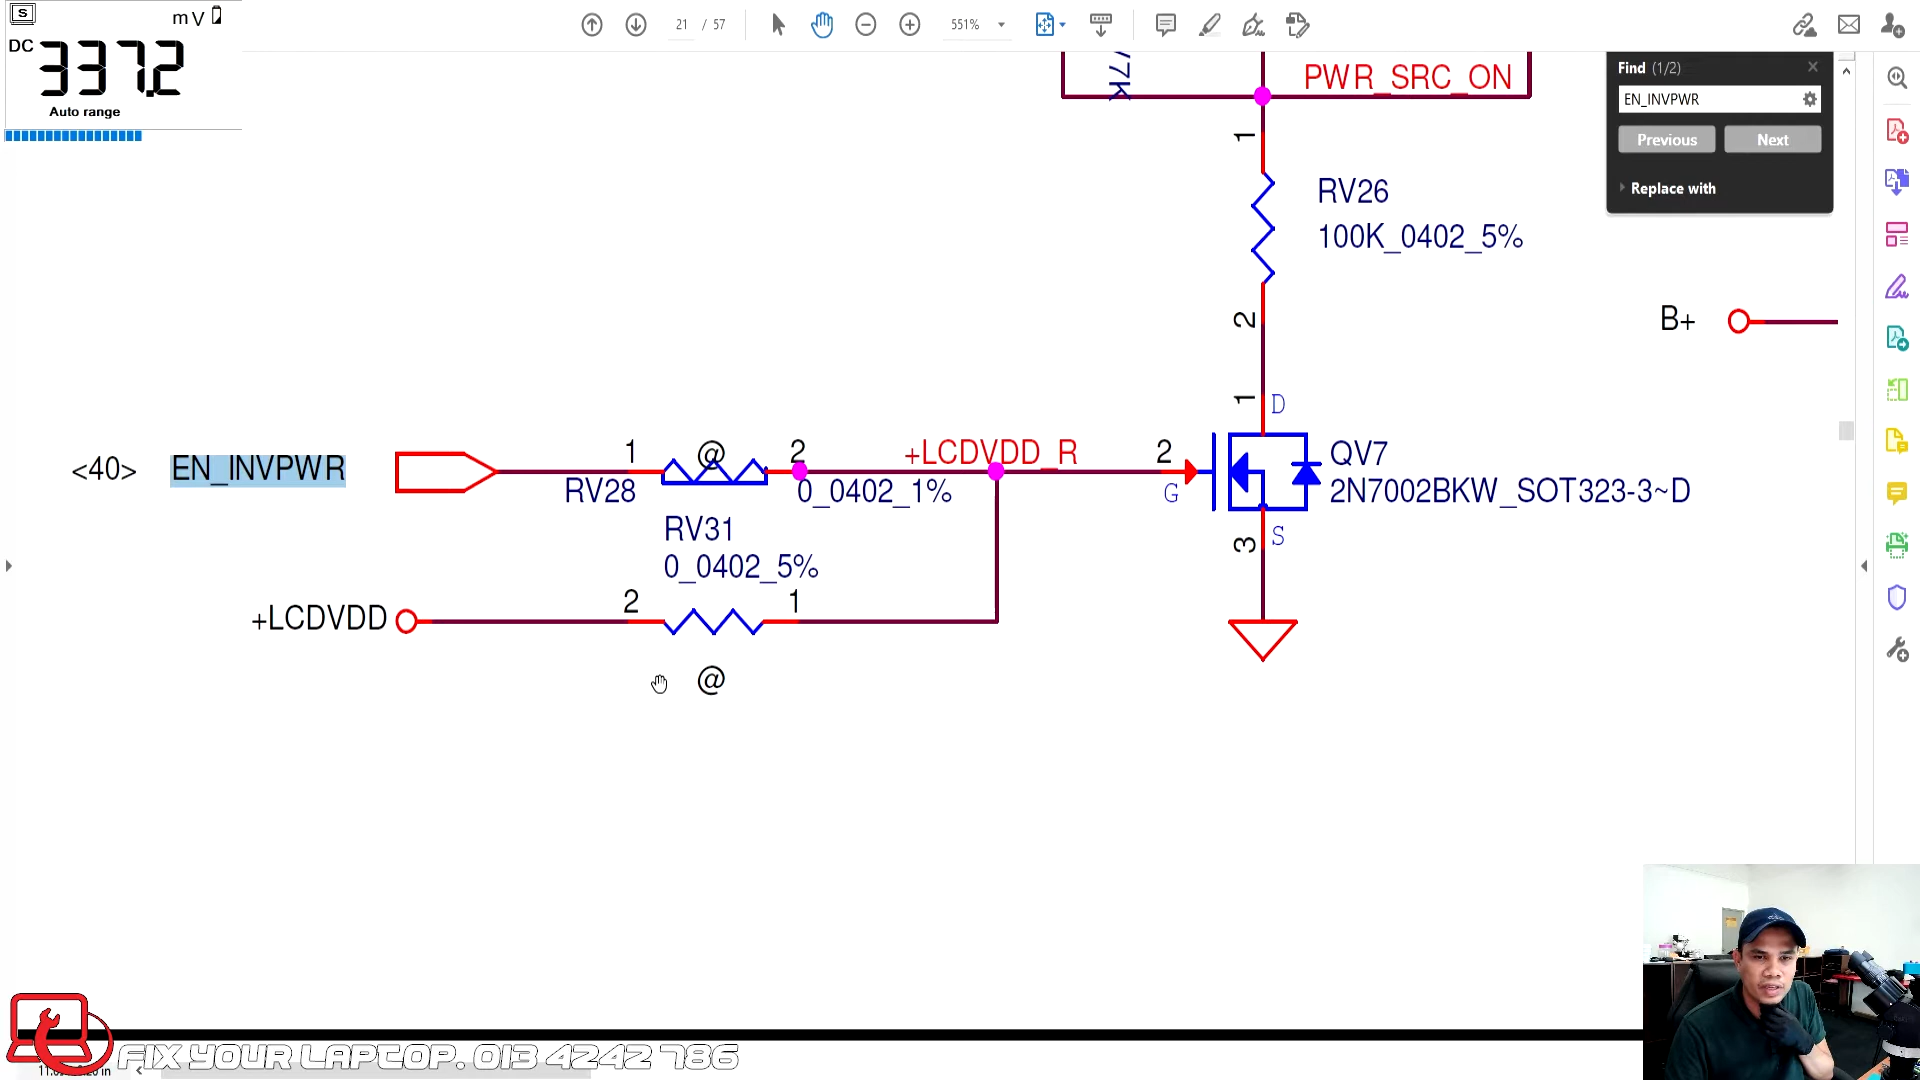 S
mV
DC
337.2
Auto range
21 / 57
551%
Find (1/2)
EN_INVPWR
Previous
Next
Replace with
PWR_SRC_ON
1
RV26
100K_0402_5%
2
B+
1
D
<40>
EN_INVPWR
1
@
2
+LCDVDD_R
2
QV7
RV28
0_0402_1%
G
2N7002BKW_SOT323-3~D
RV31
3
S
0_0402_5%
2
1
+LCDVDD
@
FIX YOUR LAPTOP. 013 4242 786